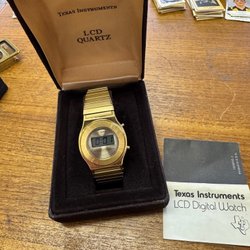 TEXAS INSTRUMENTS
LCD
QUARTZ
Texas Instruments
LCD Digital Watch